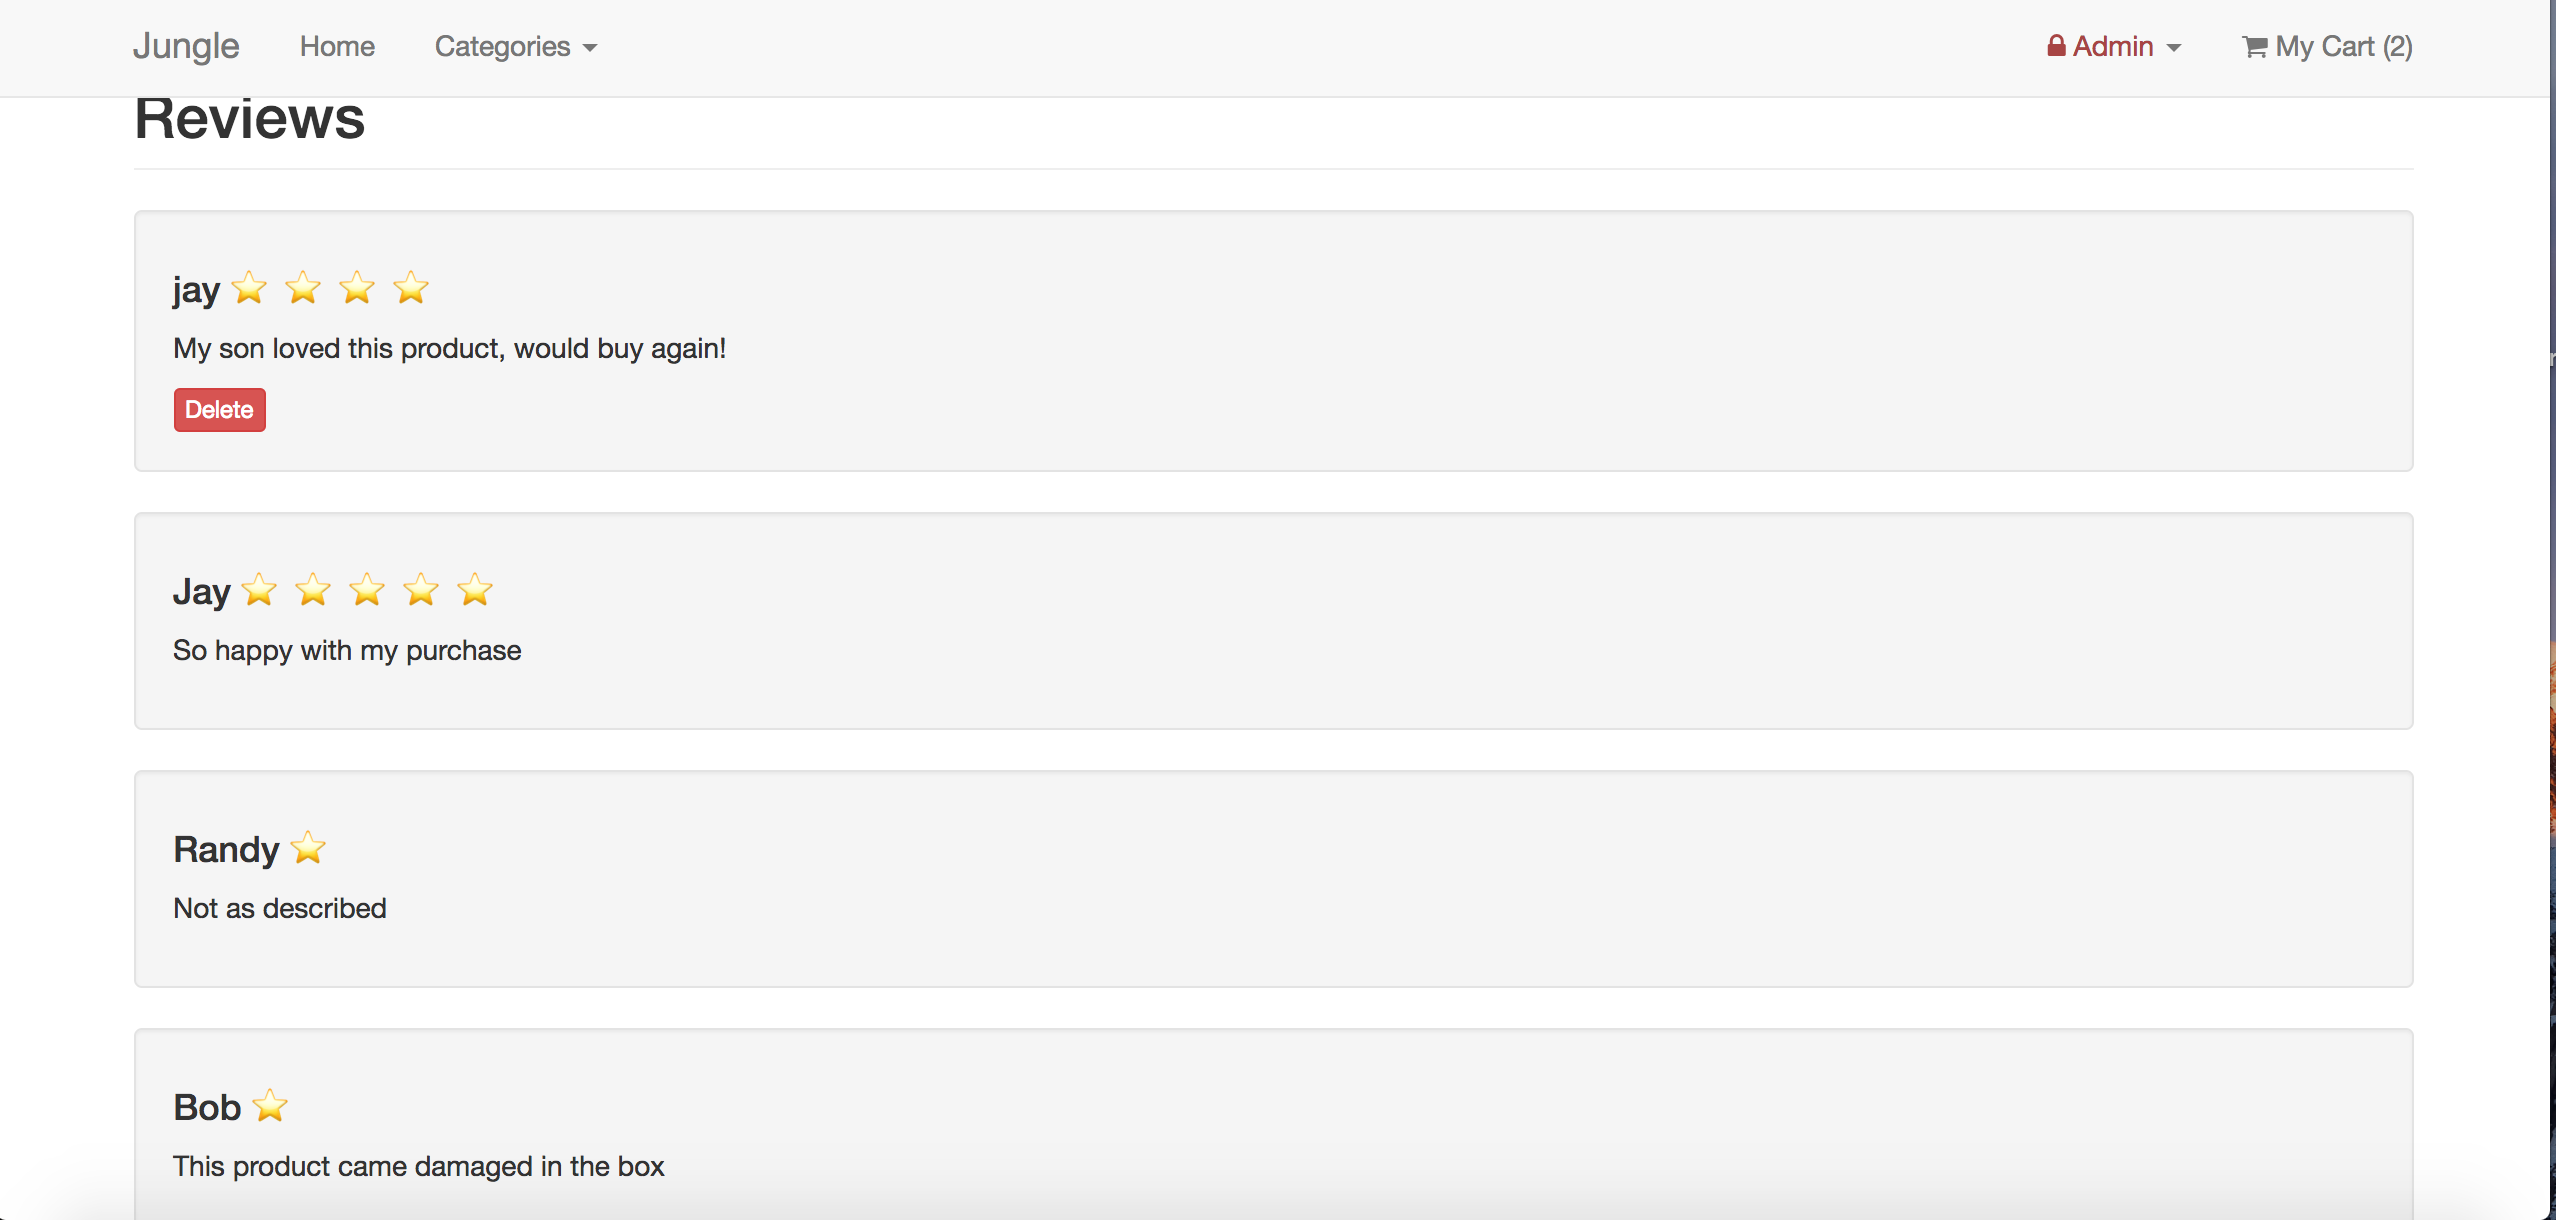 Jungle Home Categories Admin My Cart (2)
Reviews
jay ⭐ ⭐ ⭐ ⭐
My son loved this product, would buy again!
Delete
Jay ⭐ ⭐ ⭐ ⭐ ⭐
So happy with my purchase
Randy ⭐
Not as described
Bob ⭐
This product came damaged in the box